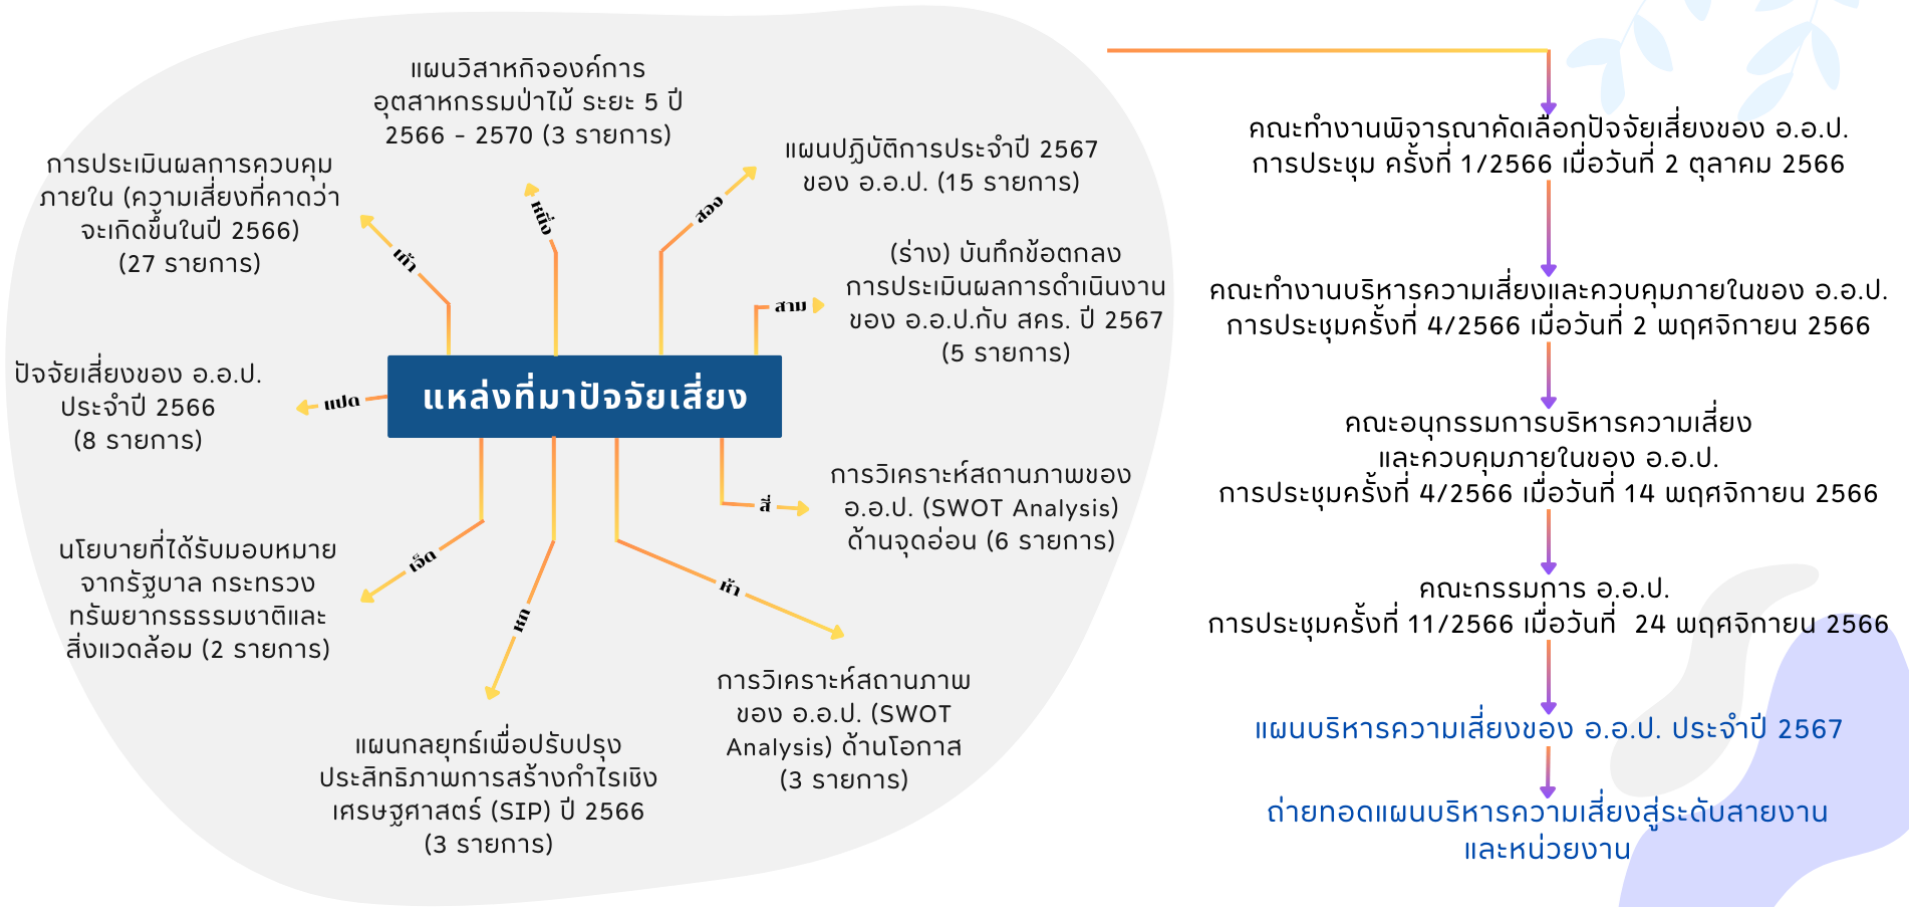 แผนวิสาหกิจองค์การ
อุตสาหกรรมป่าไม้ ระยะ 5 ปี
2566 - 2570 (3 รายการ)
หนึ่ง
แผนปฏิบัติการประจำปี 2567
ของ อ.อ.ป. (15 รายการ)
สอง
(ร่าง) บันทึกข้อตกลง
การประเมินผลการดำเนินงาน
ของ อ.อ.ป.กับ สคร. ปี 2567
(5 รายการ)
สาม
การวิเคราะห์สถานภาพของ
อ.อ.ป. (SWOT Analysis)
ด้านจุดอ่อน (6 รายการ)
สี่
การวิเคราะห์สถานภาพ
ของ อ.อ.ป. (SWOT
Analysis) ด้านโอกาส
(3 รายการ)
ห้า
แผนกลยุทธ์เพื่อปรับปรุง
ประสิทธิภาพการสร้างกำไรเชิง
เศรษฐศาสตร์ (SIP) ปี 2566
(3 รายการ)
หก
นโยบายที่ได้รับมอบหมาย
จากรัฐบาล กระทรวง
ทรัพยากรธรรมชาติและ
สิ่งแวดล้อม (2 รายการ)
เจ็ด
ปัจจัยเสี่ยงของ อ.อ.ป.
ประจำปี 2566
(8 รายการ)
แปด
การประเมินผลการควบคุม
ภายใน (ความเสี่ยงที่คาดว่า
จะเกิดขึ้นในปี 2566)
(27 รายการ)
เก้า
แหล่งที่มาปัจจัยเสี่ยง
คณะทำงานพิจารณาคัดเลือกปัจจัยเสี่ยงของ อ.อ.ป.
การประชุม ครั้งที่ 1/2566 เมื่อวันที่ 2 ตุลาคม 2566
คณะทำงานบริหารความเสี่ยงและควบคุมภายในของ อ.อ.ป.
การประชุมครั้งที่ 4/2566 เมื่อวันที่ 2 พฤศจิกายน 2566
คณะอนุกรรมการบริหารความเสี่ยง
และควบคุมภายในของ อ.อ.ป.
การประชุมครั้งที่ 4/2566 เมื่อวันที่ 14 พฤศจิกายน 2566
คณะกรรมการ อ.อ.ป.
การประชุมครั้งที่ 11/2566 เมื่อวันที่ 24 พฤศจิกายน 2566
แผนบริหารความเสี่ยงของ อ.อ.ป. ประจำปี 2567
ถ่ายทอดแผนบริหารความเสี่ยงสู่ระดับสายงาน
และหน่วยงาน